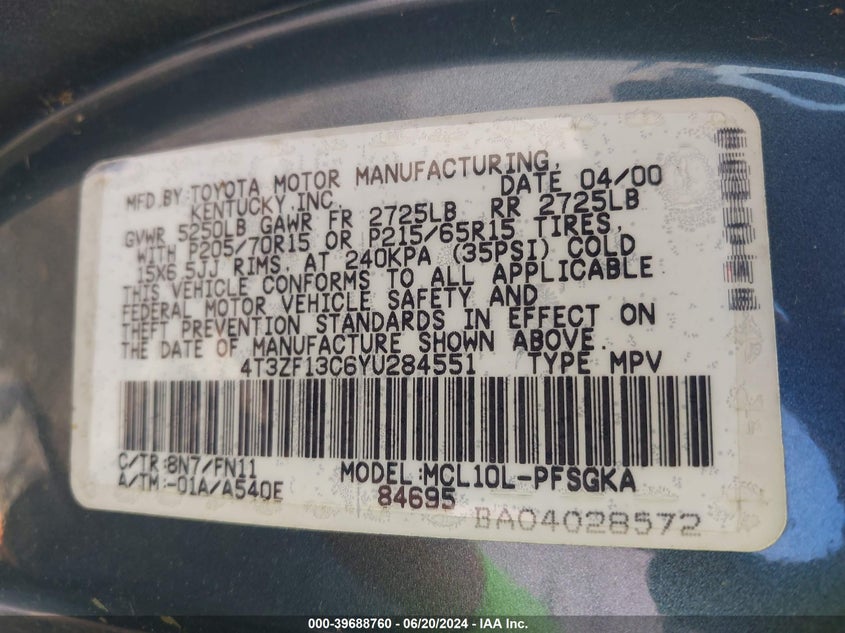 MFD.BY:TOYOTA MOTOR MANUFACTURING, KENTUCKY,INC. DATE 04/00
GVWR 5250LB GAWR FR 2725LB RR 2725LB
WITH P205/70R15 OR P215/65R15 TIRES,
15X6.5JJ RIMS, AT 240KPA (35PSI) COLD
THIS VEHICLE CONFORMS TO ALL APPLICABLE
FEDERAL MOTOR VEHICLE SAFETY AND
THEFT PREVENTION STANDARDS IN EFFECT ON
THE DATE OF MANUFACTURE SHOWN ABOVE.
4T3ZF13C6YU284551 TYPE MPV
C/TR:8N7/FN11 MODEL:MCL10L-PFSGKA
A/TM:-01A/A540E 84695
BA04028572
000-39688760 - 06/20/2024 - IAA Holdings, LLC.